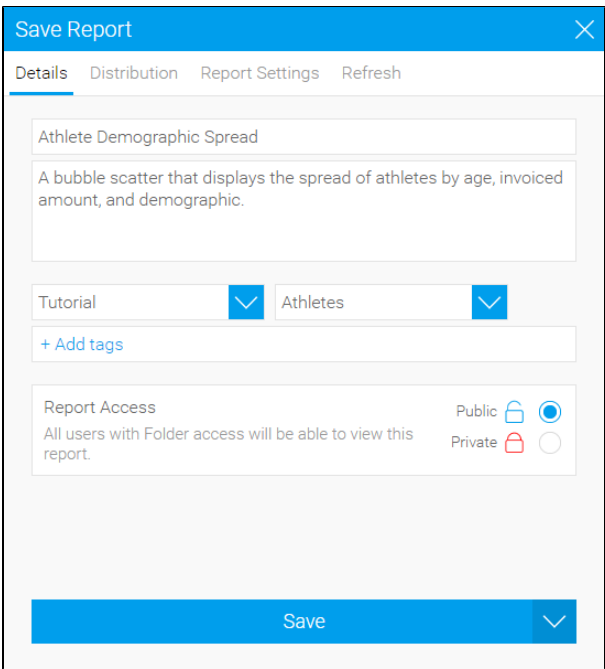 Save Report
Details Distribution Report Settings Refresh
Athlete Demographic Spread
A bubble scatter that displays the spread of athletes by age, invoiced
amount, and demographic.
Tutorial Athletes
+ Add tags
Report Access
Public
All users with Folder access will be able to view this
report.
Private
Save